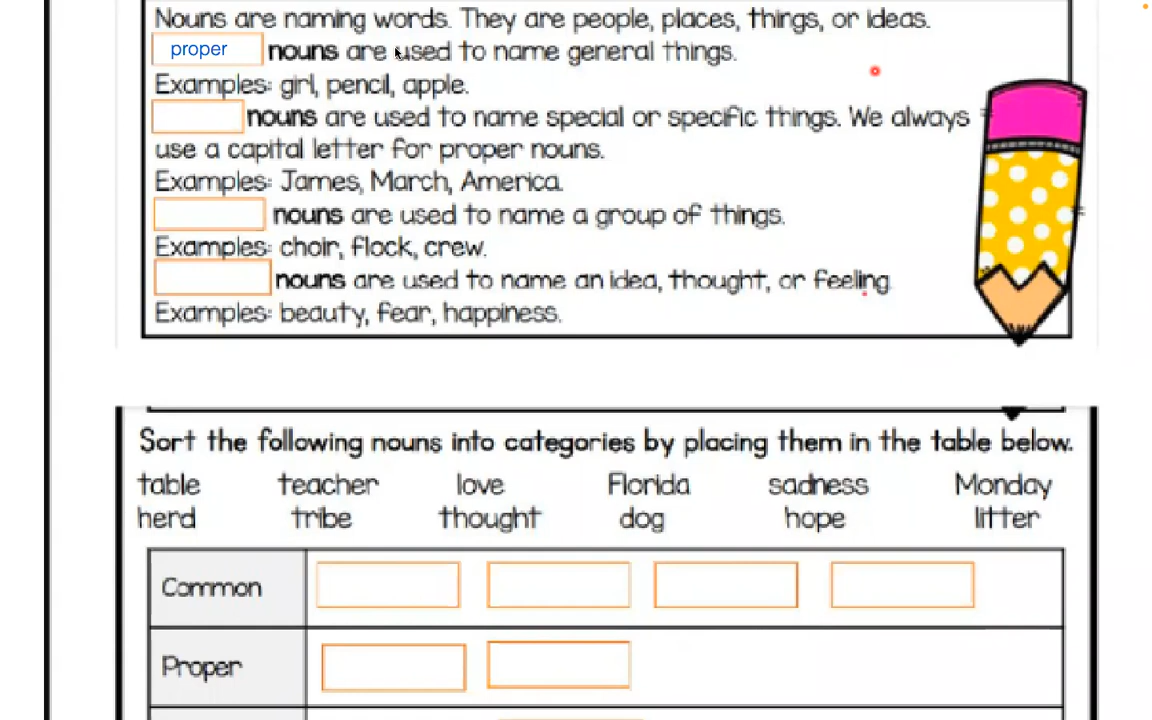 Nouns are naming words. They are people, places, things, or ideas.
proper nouns are used to name general things.
Examples: girl, pencil, apple.
nouns are used to name special or specific things. We always
use a capital letter for proper nouns.
Examples: James, March, America.
nouns are used to name a group of things.
Examples: choir, flock, crew.
nouns are used to name an idea, thought, or feeling.
Examples: beauty, fear, happiness.
Sort the following nouns into categories by placing them in the table below.
table teacher love Florida sadness Monday
herd tribe thought dog hope litter
Common
Proper